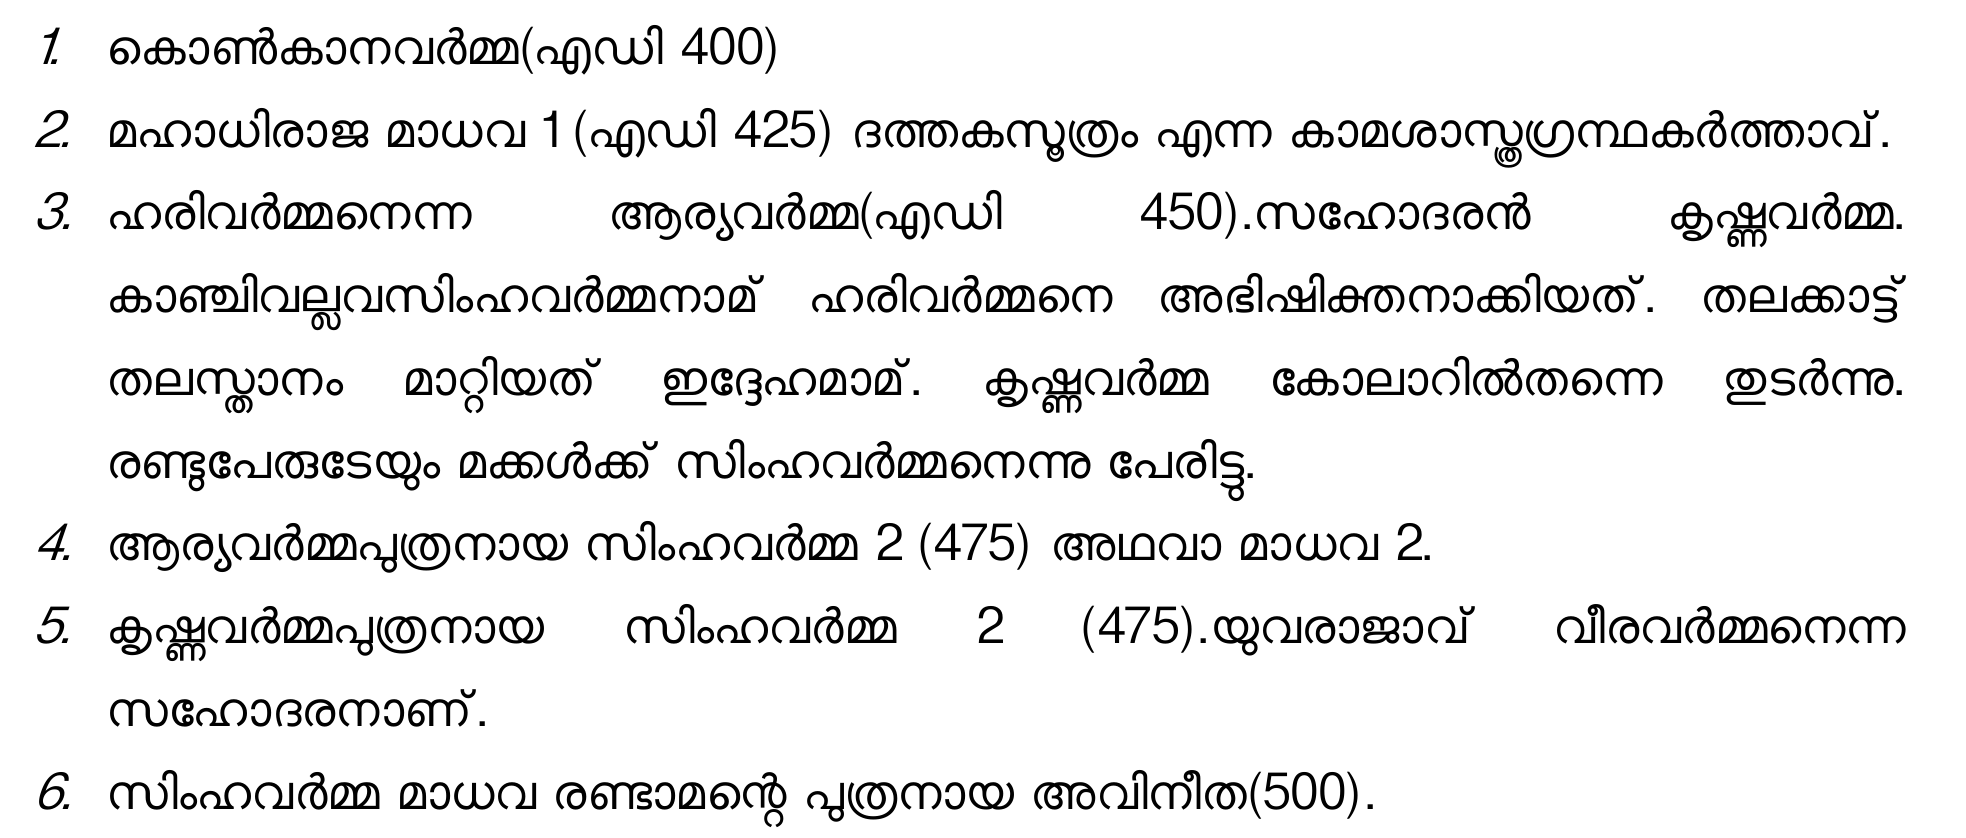 1. കൊൺകാനവർമ്മ(എഡി 400)
2. മഹാധിരാജ മാധവ 1 (എഡി 425) ദത്തകസൂത്രം എന്ന കാമശാസ്ത്രഗ്രന്ഥകർത്താവ്.
3. ഹരിവർമ്മനെന്ന ആര്യവർമ്മ(എഡി 450).സഹോദരൻ കൃഷ്ണവർമ്മ.
കാഞ്ചിവല്ലവസിംഹവർമ്മനാമ് ഹരിവർമ്മനെ അഭിഷിക്തനാക്കിയത്. തലക്കാട്ട്
തലസ്താനം മാറ്റിയത് ഇദ്ദേഹമാമ്. കൃഷ്ണവർമ്മ കോലാറിൽതന്നെ തുടർന്നു.
രണ്ടുപേരുടേയും മക്കൾക്ക് സിംഹവർമ്മനെന്നു പേരിട്ടു.
4. ആര്യവർമ്മപുത്രനായ സിംഹവർമ്മ 2 (475) അഥവാ മാധവ 2.
5. കൃഷ്ണവർമ്മപുത്രനായ സിംഹവർമ്മ 2 (475).യുവരാജാവ് വീരവർമ്മനെന്ന
സഹോദരനാണ്.
6. സിംഹവർമ്മ മാധവ രണ്ടാമന്റെ പുത്രനായ അവിനീത(500).